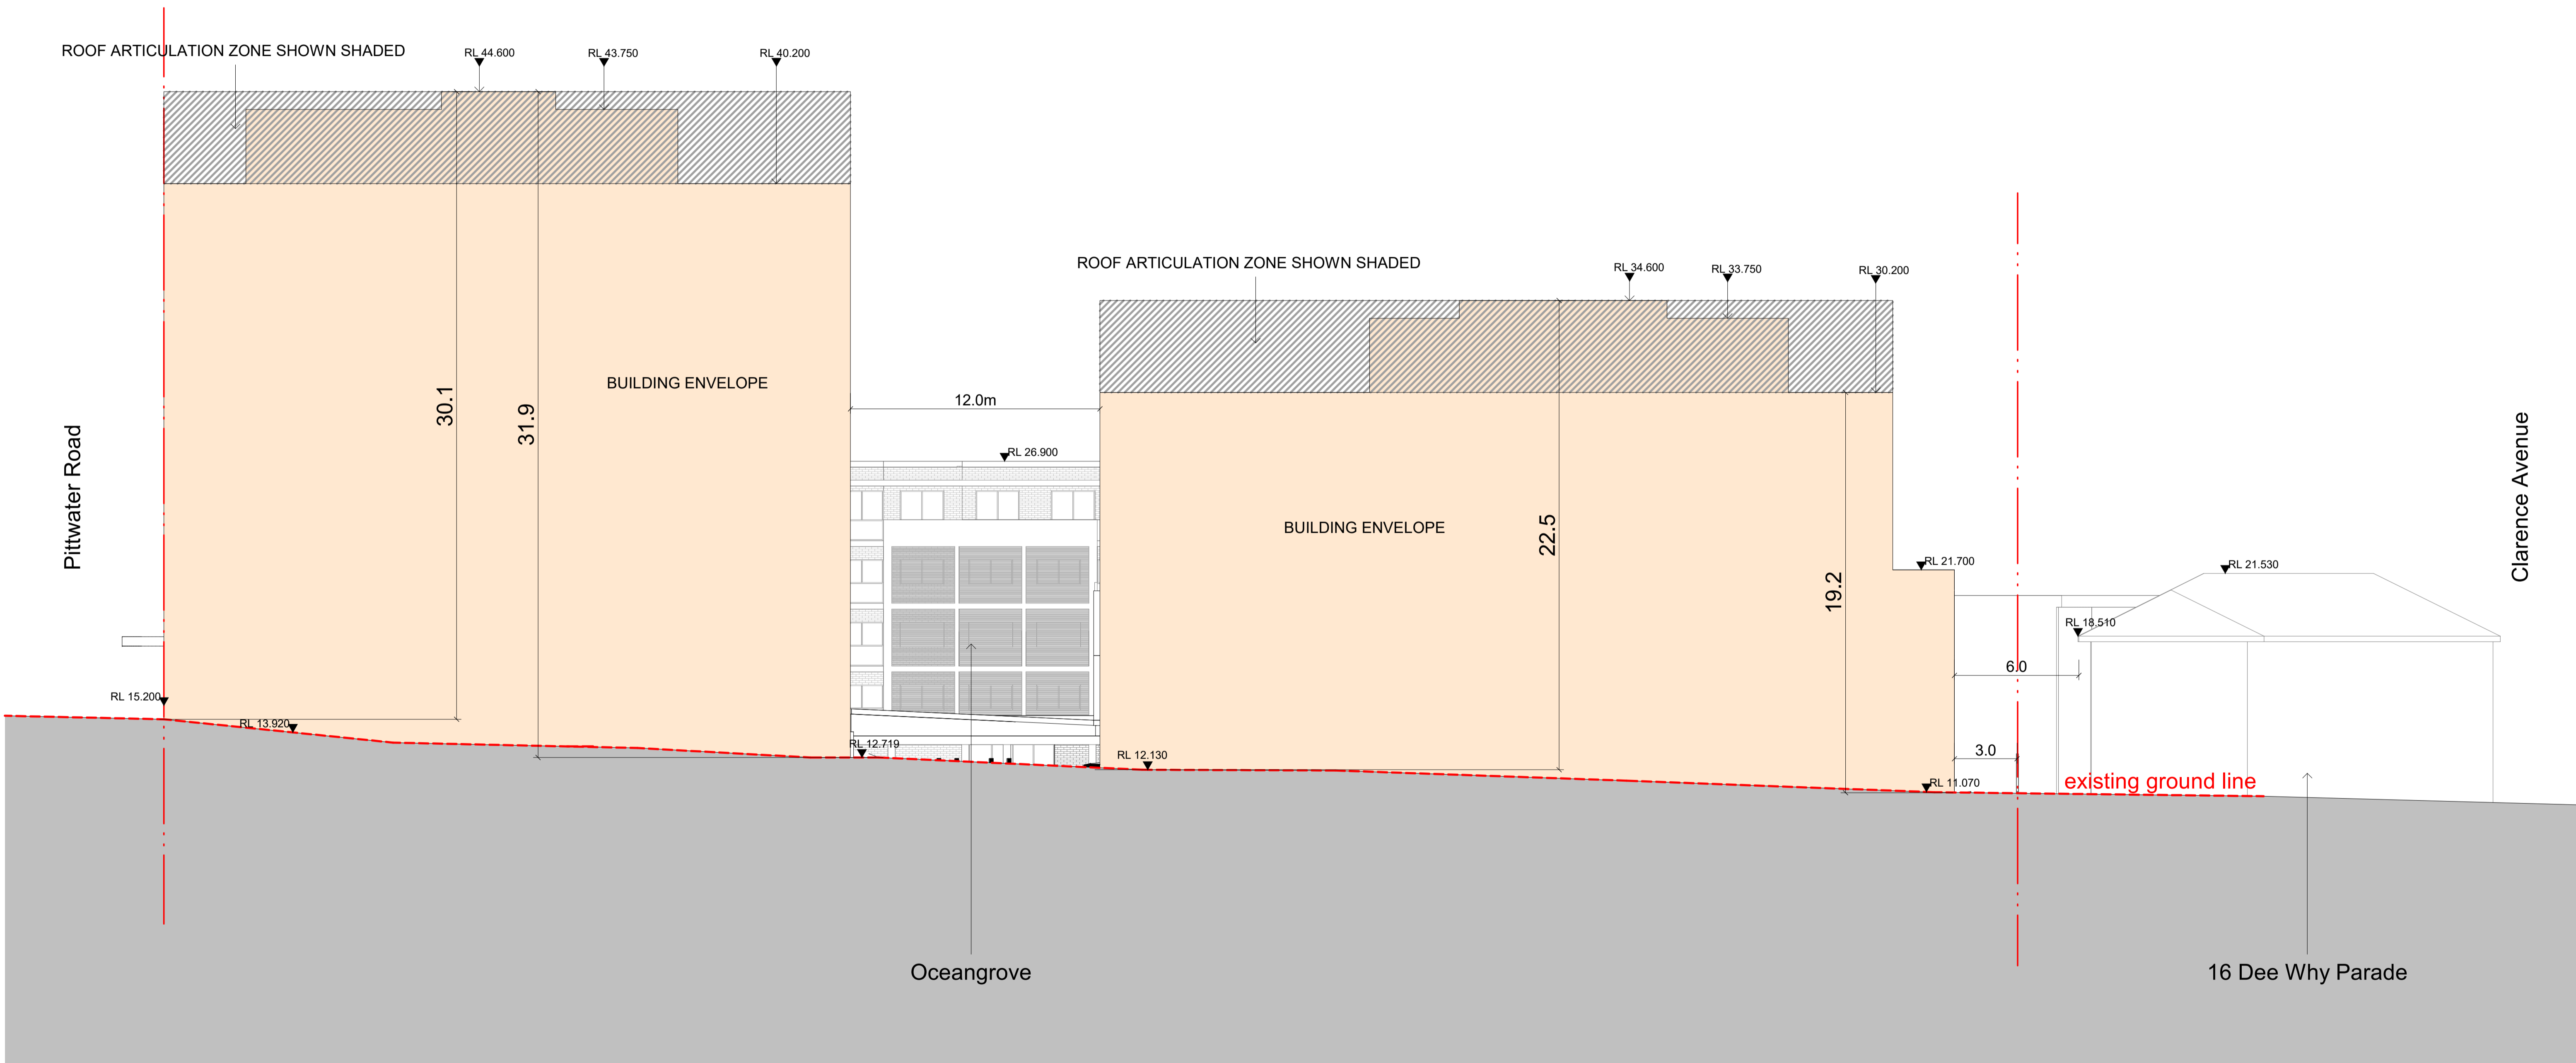 ROOF ARTICULATION ZONE SHOWN SHADED
RL 44.600
RL 43.750
RL 40.200
ROOF ARTICULATION ZONE SHOWN SHADED
RL 34.600
RL 33.750
RL 30.200
BUILDING ENVELOPE
30.1
31.9
12.0m
Pittwater Road
Clarence Avenue
RL 26.900
BUILDING ENVELOPE
22.5
19.2
RL 21.700
RL 21.530
RL 18.510
6.0
RL 15.200
RL 13.920
RL 12.719
RL 12.130
3.0
RL 11.070
existing ground line
Oceangrove
16 Dee Why Parade